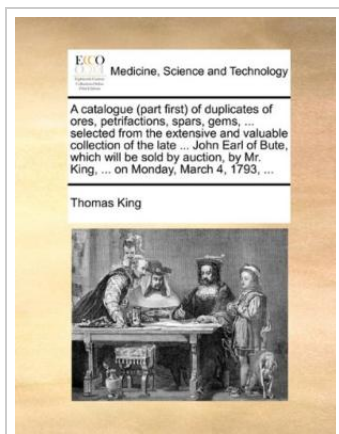 ECCO
Medicine, Science and Technology
A catalogue (part first) of duplicates of
ores, petrifactions, spars, gems, ...
selected from the extensive and valuable
collection of the late ... John Earl of Bute,
which will be sold by auction, by Mr.
King, ... on Monday, March 4, 1793, ...
Thomas King